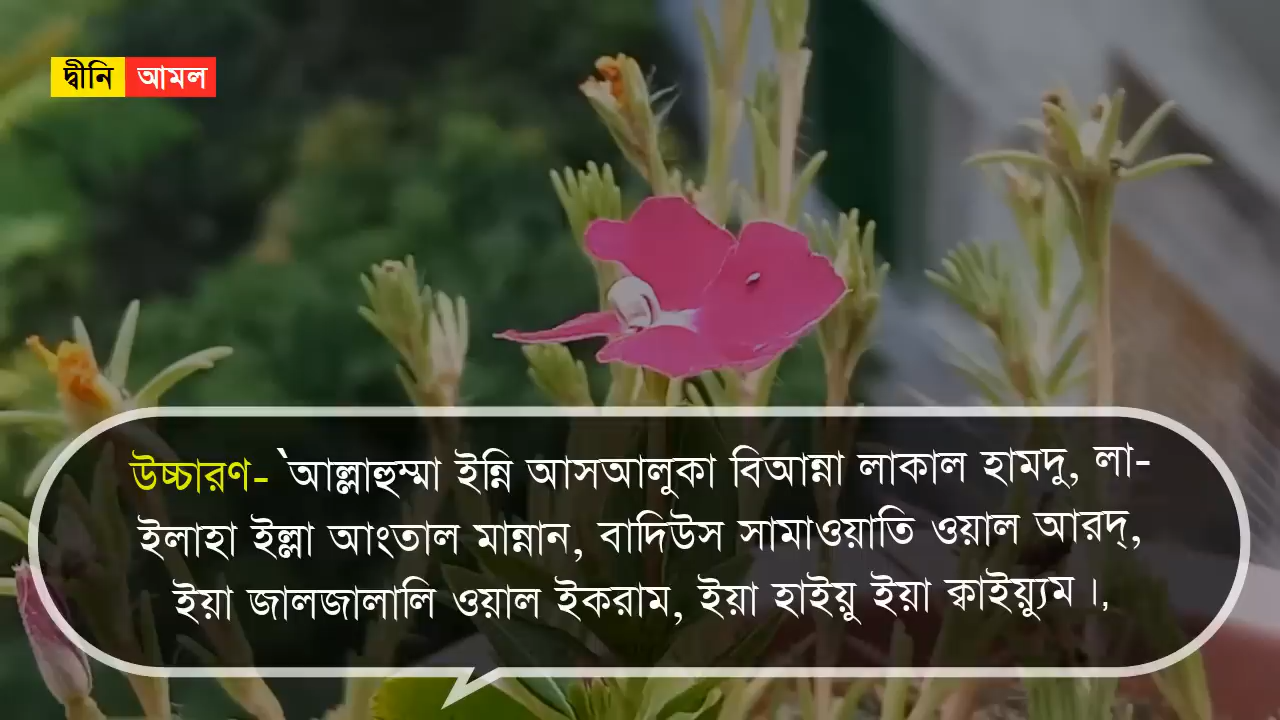 দ্বীনি আমল
উচ্চারণ- `আল্লাহুম্মা ইন্নি আসআলুকা বিআন্না লাকাল হামদু, লা-
ইলাহা ইল্লা আংতাল মান্নান, বাদিউস সামাওয়াতি ওয়াল আরদ্,
ইয়া জালজালালি ওয়াল ইকরাম, ইয়া হাইয়ু ইয়া ক্বাইয়্যুম।,